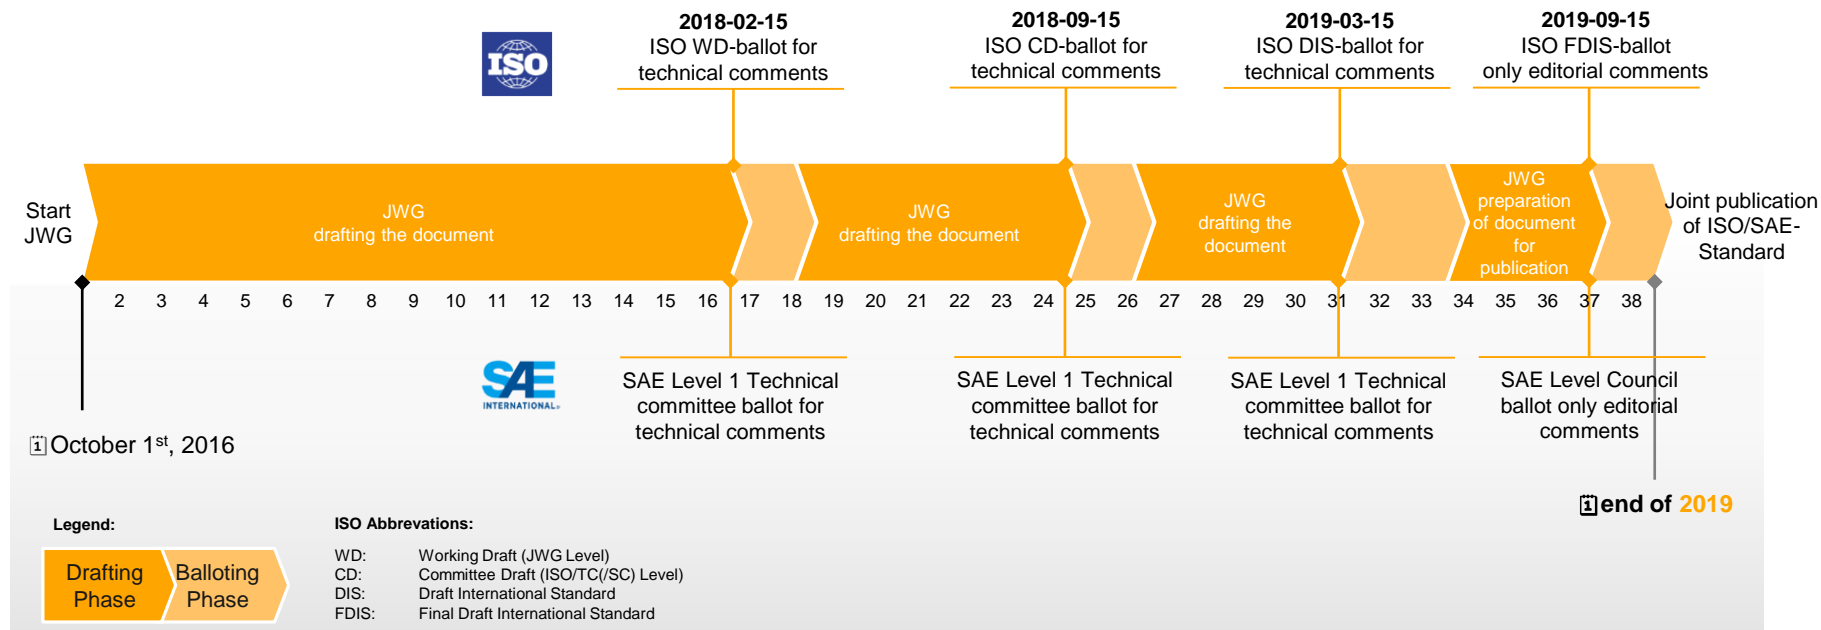 2018-02-15
ISO WD-ballot for
technical comments
2018-09-15
ISO CD-ballot for
technical comments
2019-03-15
ISO DIS-ballot for
technical comments
2019-09-15
ISO FDIS-ballot
only editorial comments
ISO
Start
JWG
JWG
drafting the document
JWG
drafting the document
JWG
drafting the
document
JWG
preparation
of document
for
publication
Joint publication
of ISO/SAE-
Standard
2 3 4 5 6 7 8 9 10 11 12 13 14 15 16 17 18 19 20 21 22 23 24 25 26 27 28 29 30 31 32 33 34 35 36 37 38
SAE
INTERNATIONAL®
SAE Level 1 Technical
committee ballot for
technical comments
SAE Level 1 Technical
committee ballot for
technical comments
SAE Level 1 Technical
committee ballot for
technical comments
SAE Level Council
ballot only editorial
comments
1 October 1st, 2016
1 end of 2019
Legend:
Drafting
Phase
Balloting
Phase
ISO Abbrevations:
WD: Working Draft (JWG Level)
CD: Committee Draft (ISO/TC(/SC) Level)
DIS: Draft International Standard
FDIS: Final Draft International Standard